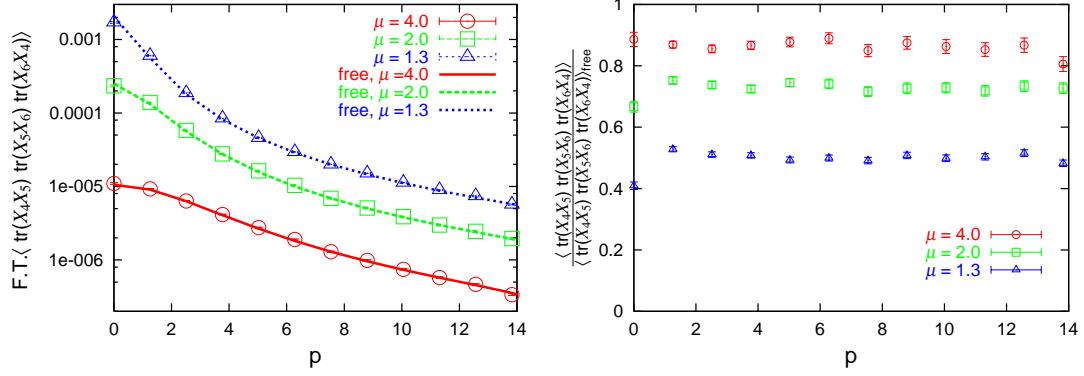 F.T.⟨ tr(X₄X₅) tr(X₅X₆) tr(X₆X₄)⟩
0.001
0.0001
1e-005
1e-006
μ = 4.0
μ = 2.0
μ = 1.3
free, μ =4.0
free, μ =2.0
free, μ =1.3
0 2 4 6 8 10 12 14
p
⟨ tr(X₄X₅) tr(X₅X₆) tr(X₆X₄)⟩
⟨ tr(X₄X₅) tr(X₅X₆) tr(X₆X₄)⟩free
1
0.8
0.6
0.4
0.2
0
μ = 4.0
μ = 2.0
μ = 1.3
0 2 4 6 8 10 12 14
p